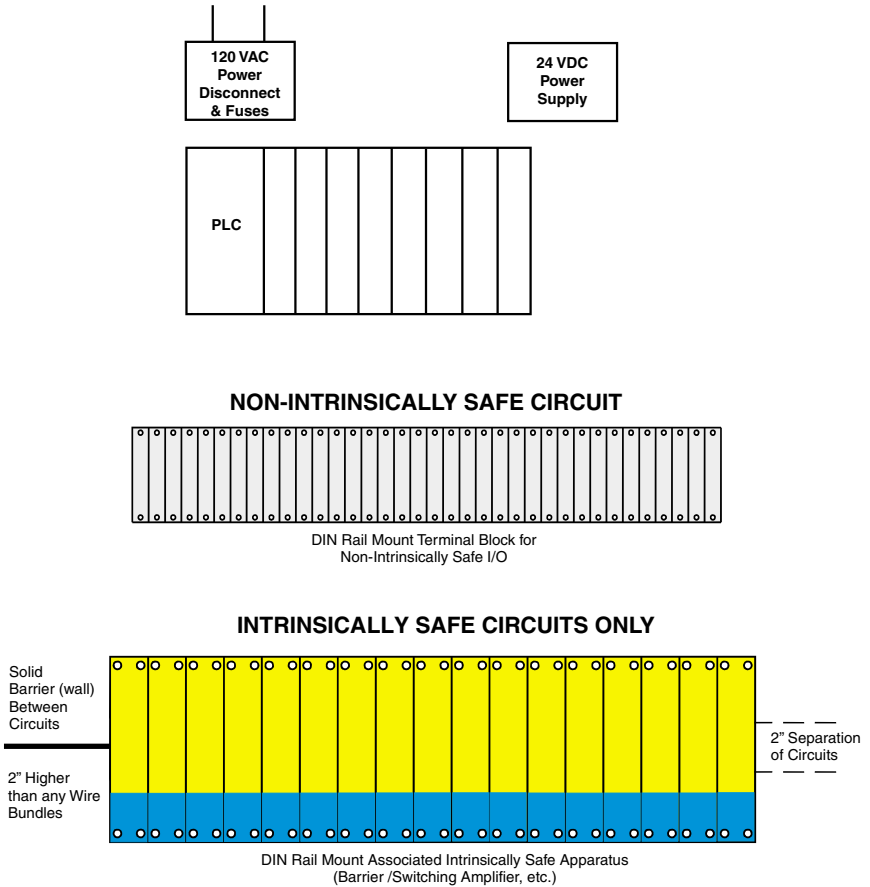 120 VAC
Power
Disconnect
& Fuses
24 VDC
Power
Supply
PLC
NON-INTRINSICALLY SAFE CIRCUIT
DIN Rail Mount Terminal Block for
Non-Intrinsically Safe I/O
INTRINSICALLY SAFE CIRCUITS ONLY
Solid
Barrier (wall)
Between
Circuits
2” Higher
than any Wire
Bundles
2” Separation
of Circuits
DIN Rail Mount Associated Intrinsically Safe Apparatus
(Barrier /Switching Amplifier, etc.)